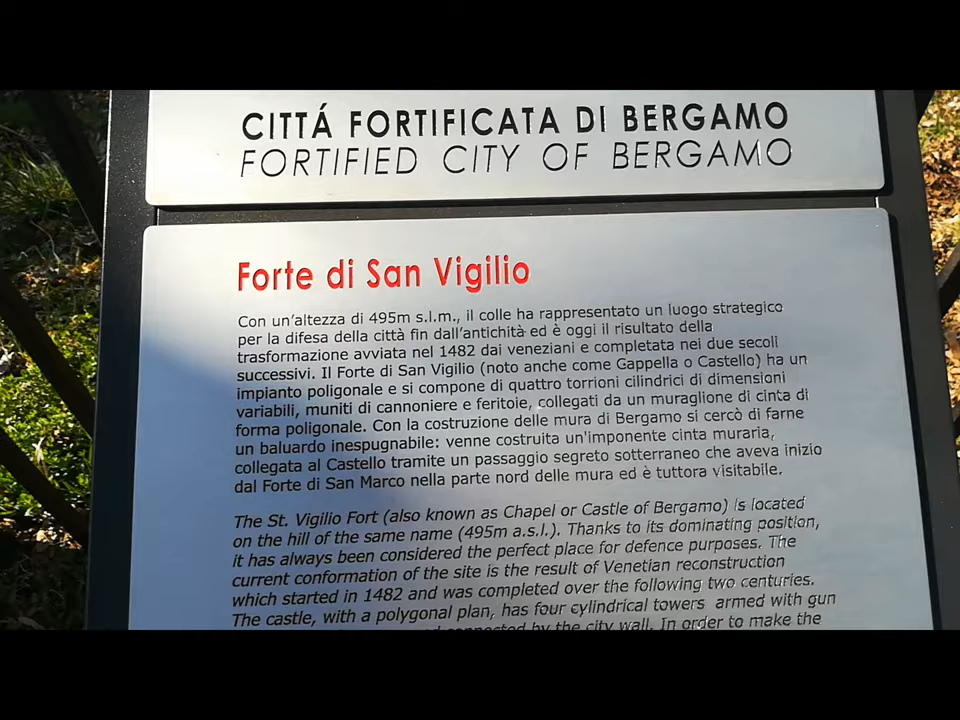 CITTÁ FORTIFICATA DI BERGAMO
FORTIFIED CITY OF BERGAMO
Forte di San Vigilio
Con un'altezza di 495m s.l.m., il colle ha rappresentato un luogo strategico
per la difesa della città fin dall'antichità ed è oggi il risultato della
trasformazione avviata nel 1482 dai veneziani e completata nei due secoli
successivi. Il Forte di San Vigilio (noto anche come Gappella o Castello) ha un
impianto poligonale e si compone di quattro torrioni cilindrici di dimensioni
variabili, muniti di cannoniere e feritoie, collegati da un muraglione di cinta di
forma poligonale. Con la costruzione delle mura di Bergamo si cercò di farne
un baluardo inespugnabile: venne costruita un'imponente cinta muraria,
collegata al Castello tramite un passaggio segreto sotterraneo che aveva inizio
dal Forte di San Marco nella parte nord delle mura ed è tuttora visitabile.
The St. Vigilio Fort (also known as Chapel or Castle of Bergamo) is located
on the hill of the same name (495m a.s.l.). Thanks to its dominating position,
it has always been considered the perfect place for defence purposes. The
current conformation of the site is the result of Venetian reconstruction
which started in 1482 and was completed over the following two centuries.
The castle, with a polygonal plan, has four cylindrical towers armed with gun
connected by the city wall. In order to make the